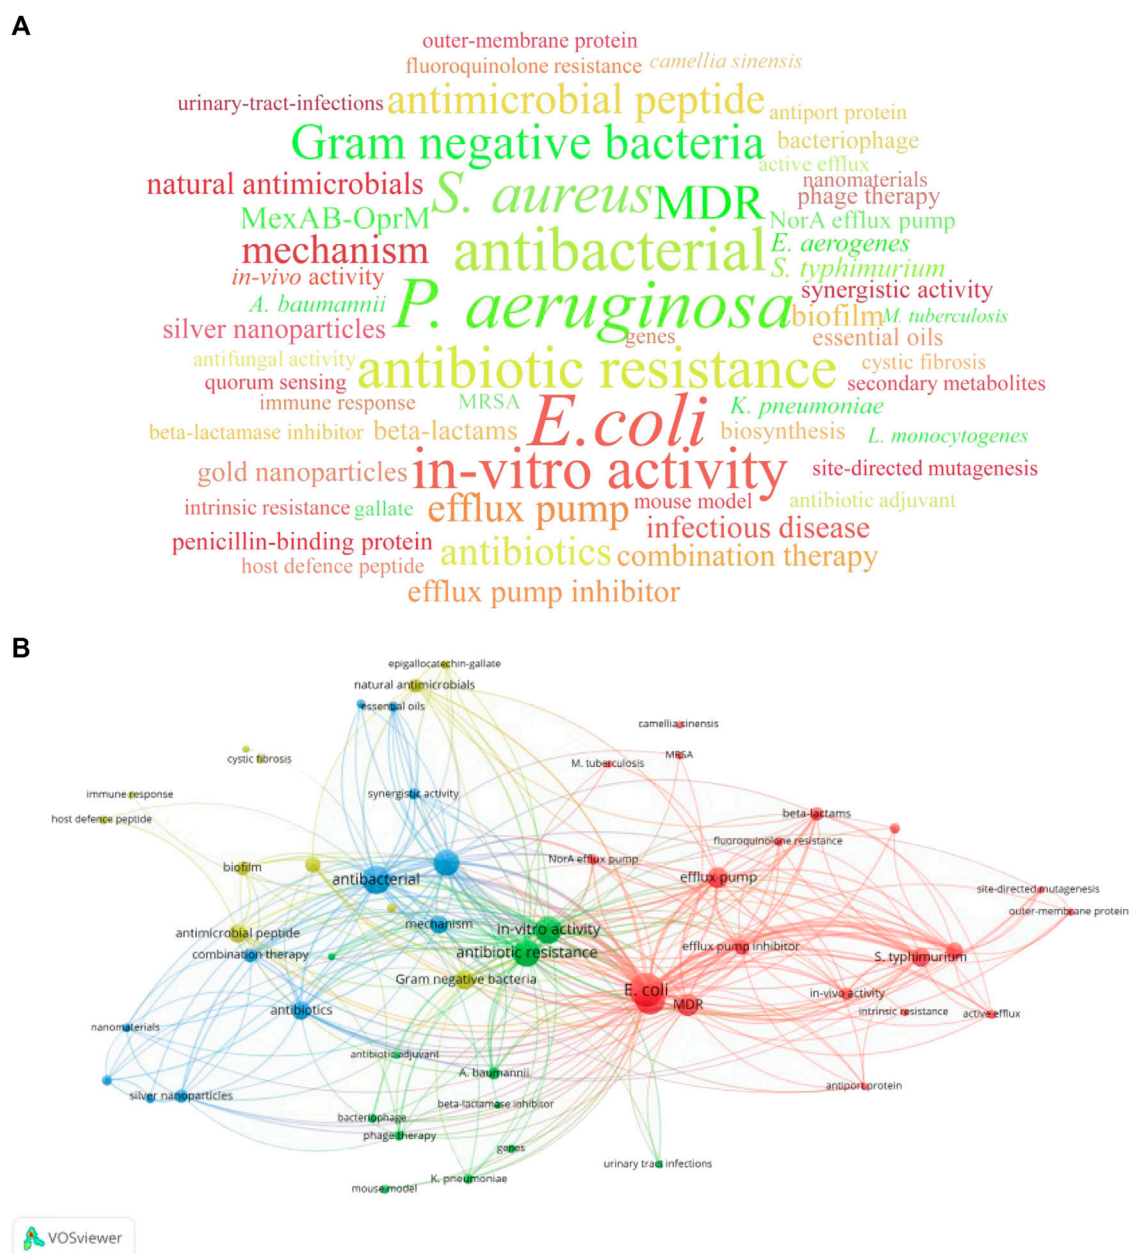 A
outer-membrane protein
fluoroquinolone resistance camellia sinensis
urinary-tract-infections antimicrobial peptide antiport protein
Gram negative bacteria bacteriophage
active efflux
natural antimicrobials S. aureus MDR nanomaterials
phage therapy
MexAB-OprM NorA efflux pump
mechanism antibacterial E. aerogenes
in-vivo activity S. typhimurium
A. baumannii P. aeruginosa synergistic activity
silver nanoparticles biofilm M. tuberculosis
genes essential oils
antifungal activity antibiotic resistance cystic fibrosis
quorum sensing secondary metabolites
immune response MRSA E.coli K. pneumoniae
beta-lactamase inhibitor beta-lactams biosynthesis L. monocytogenes
gold nanoparticles in-vitro activity site-directed mutagenesis
intrinsic resistance gallate efflux pump mouse model antibiotic adjuvant
infectious disease
penicillin-binding protein antibiotics combination therapy
host defence peptide
efflux pump inhibitor
B
epigallocatechin-gallate
natural antimicrobials
essential oils
camellia sinensis
cystic fibrosis
MRSA
M. tuberculosis
immune response
synergistic activity
host defence peptide
beta-lactams
fluoroquinolone resistance
NorA efflux pump
biofilm
antibacterial
efflux pump
site-directed mutagenesis
outer-membrane protein
mechanism
in-vitro activity
antimicrobial peptide
efflux pump inhibitor
combination therapy
antibiotic resistance
S. typhimurium
Gram negative bacteria
E. coli
in-vivo activity
MDR
antibiotics
intrinsic resistance
active efflux
nanomaterials
antibiotic adjuvant
A. baumannii
antiport protein
silver nanoparticles
beta-lactamase inhibitor
bacteriophage
phage therapy
genes
urinary tract infections
K. pneumoniae
mouse model
VOSviewer